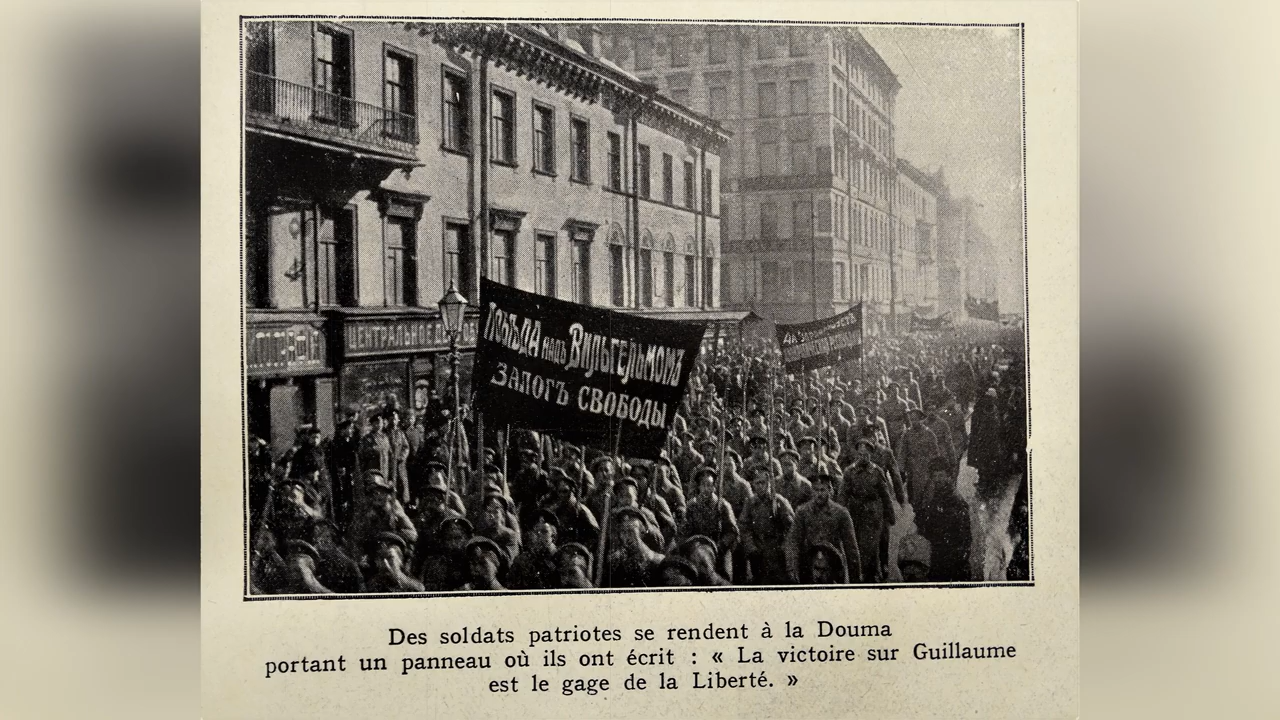 ЦЕНТРАЛЬНОЕ
ПОБѢДА НАДЪ ВИЛЬГЕЛЬМОМЪ
ЗАЛОГЪ СВОБОДЫ
Des soldats patriotes se rendent à la Douma
portant un panneau où ils ont écrit : « La victoire sur Guillaume
est le gage de la Liberté. »